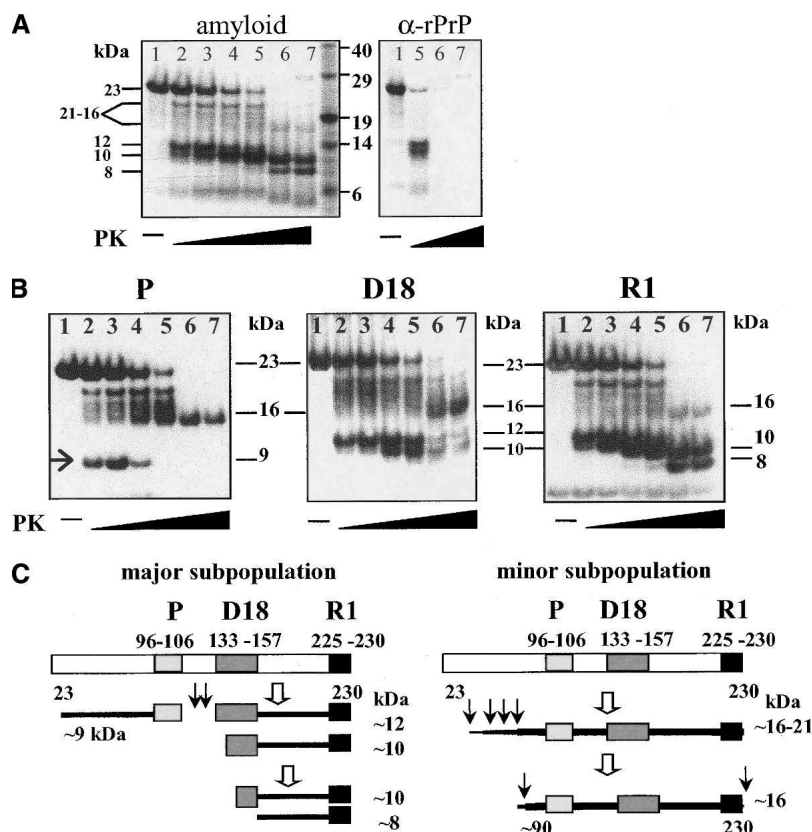 A
amyloid
α-rPrP
kDa
1 2 3 4 5 6 7
1 5 6 7
40
29
19
14
6
23
21-16
12
10
8
PK
B
P
D18
R1
1 2 3 4 5 6 7
kDa
1 2 3 4 5 6 7
kDa
1 2 3 4 5 6 7
kDa
23
16
9
23
16
12
10
16
10
8
PK
C
major subpopulation
minor subpopulation
P D18 R1
96-106 133 -157 225 -230
P D18 R1
96-106 133 -157 225 -230
23 230
kDa
~9 kDa
~12
~10
~10
~8
23 230
kDa
~16-21
~16
~90 230